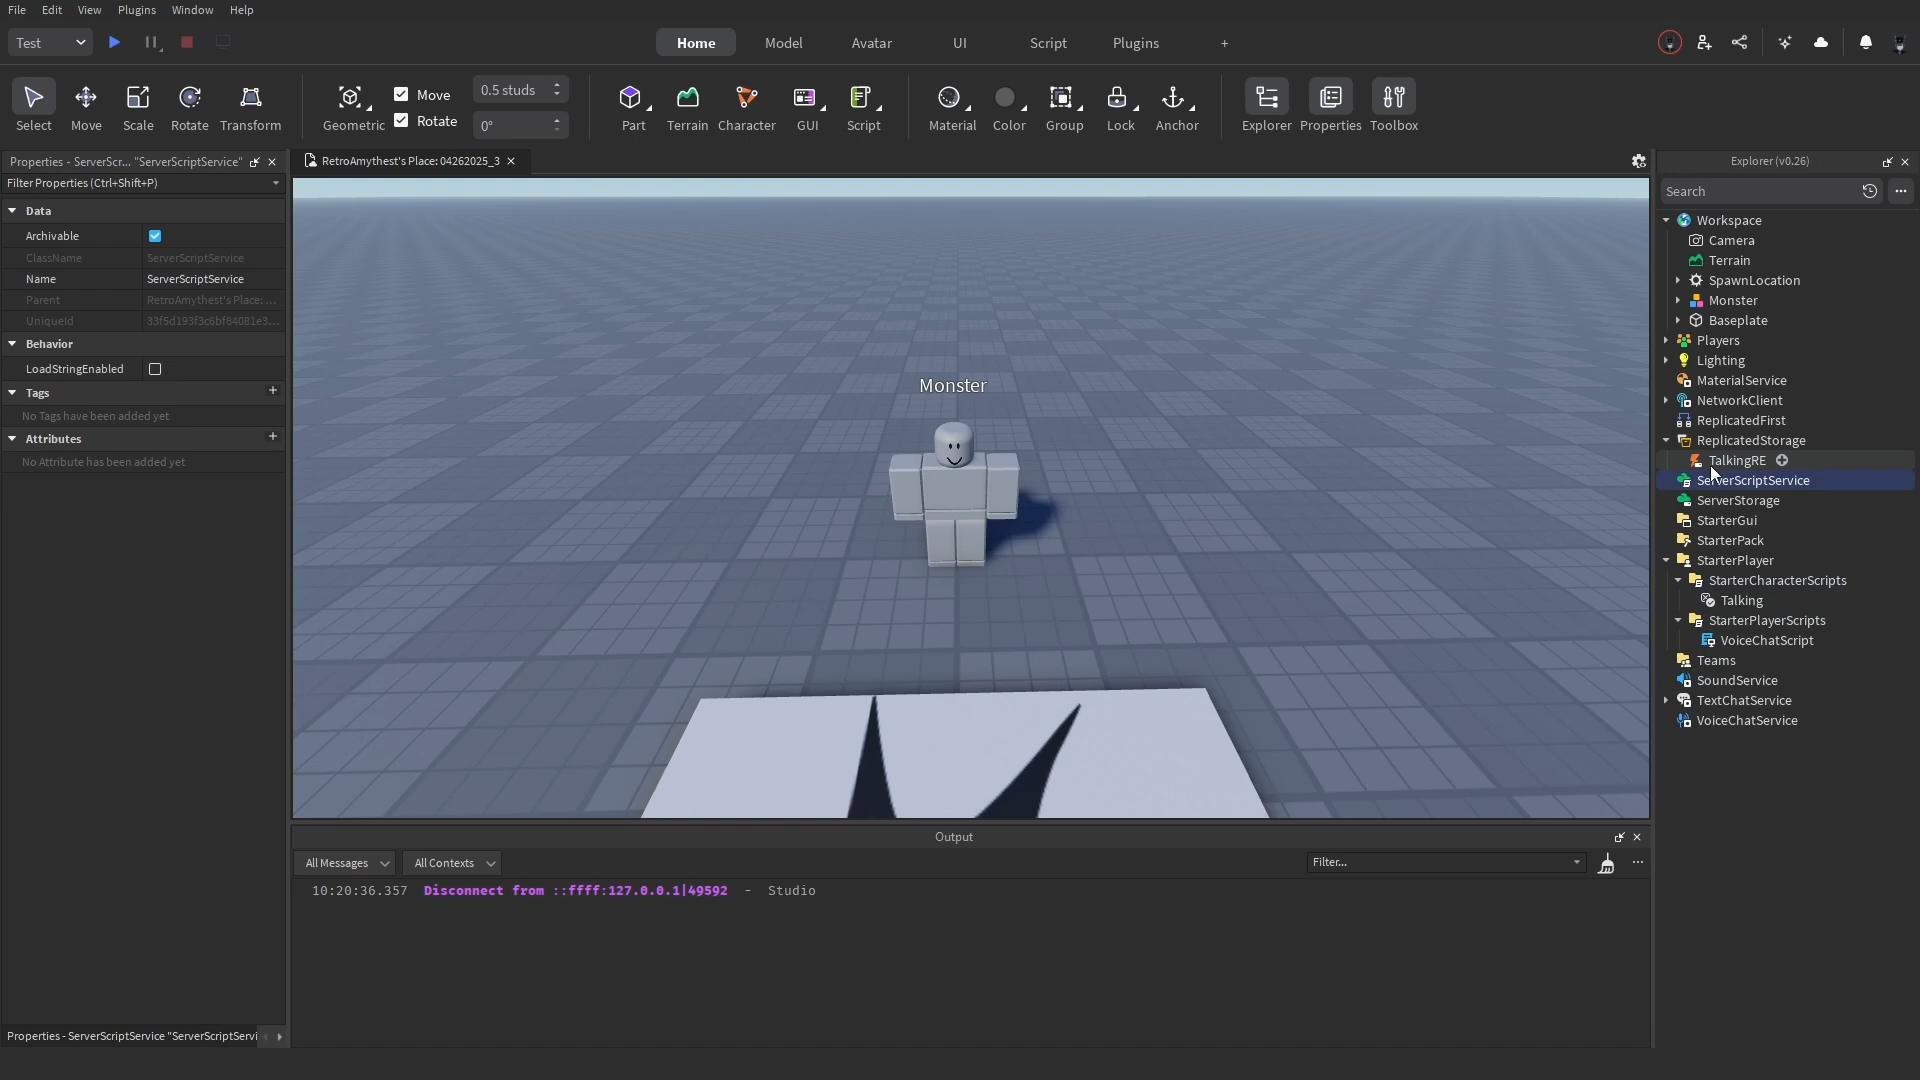 File Edit View Plugins Window Help
Test
Home Model Avatar UI Script Plugins +
Select Move Scale Rotate Transform
Geometric
Move
Rotate
0.5 studs
0°
Part Terrain Character GUI Script
Material Color Group Lock Anchor
Explorer Properties Toolbox
Properties - ServerScr... "ServerScriptService"
Filter Properties (Ctrl+Shift+P)
Data
Archivable
ClassName ServerScriptService
Name ServerScriptService
Parent RetroAmythest's Place: ...
UniqueId 33f5d193f3c6bf84081e3...
Behavior
LoadStringEnabled
Tags +
No Tags have been added yet
Attributes +
No Attribute has been added yet
Properties - ServerScriptService "ServerScriptServi
RetroAmythest's Place: 04262025_3
Monster
Output
All Messages All Contexts Filter... ...
10:20:36.357 Disconnect from ::ffff:127.0.0.1|49592 - Studio
Explorer (v0.26)
Search ...
Workspace
Camera
Terrain
SpawnLocation
Monster
Baseplate
Players
Lighting
MaterialService
NetworkClient
ReplicatedFirst
ReplicatedStorage
TalkingRE
ServerScriptService
ServerStorage
StarterGui
StarterPack
StarterPlayer
StarterCharacterScripts
Talking
StarterPlayerScripts
VoiceChatScript
Teams
SoundService
TextChatService
VoiceChatService